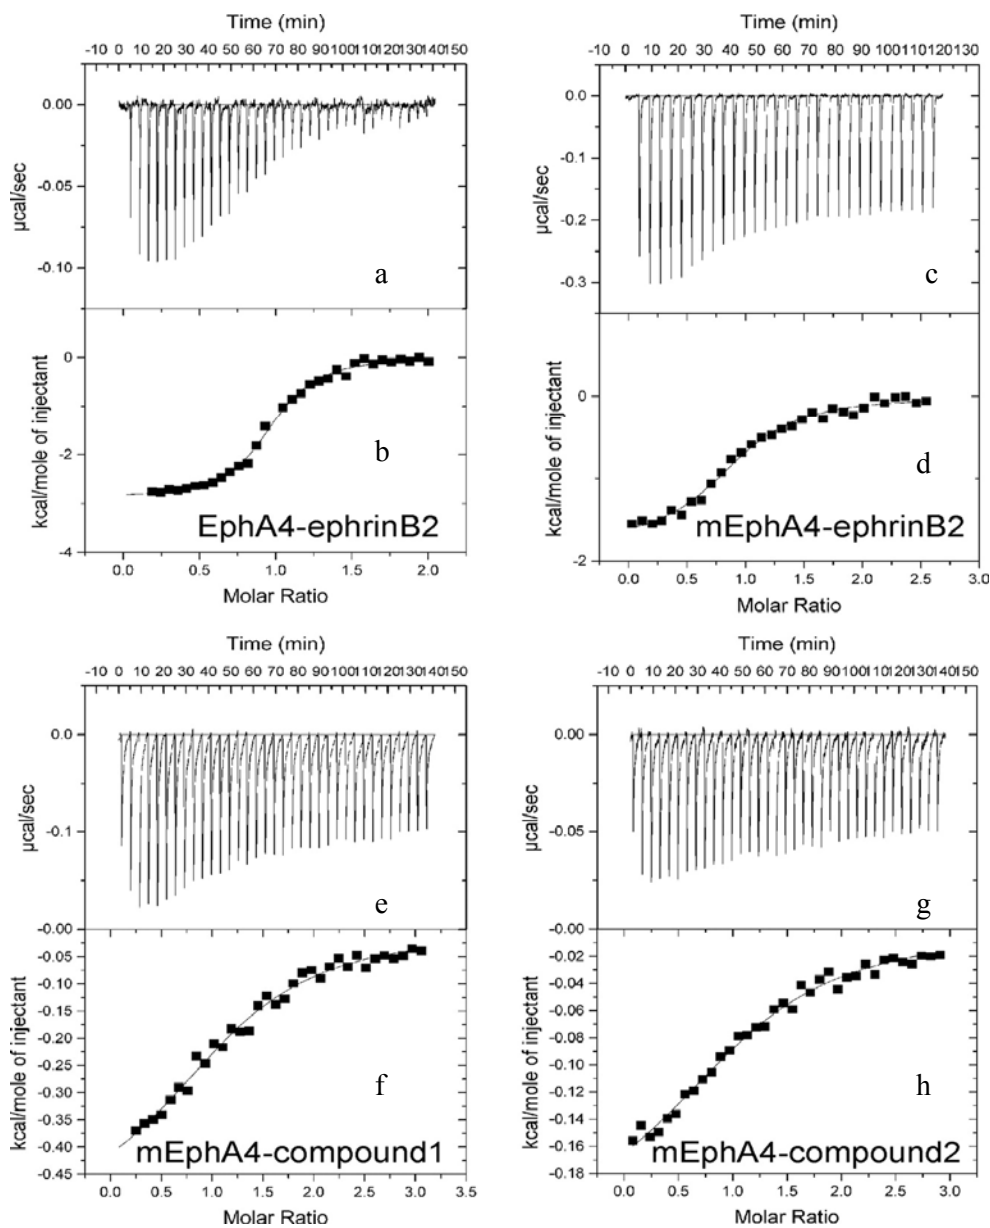 Time (min)
-10 0 10 20 30 40 50 60 70 80 90 100 110 120 130 140 150
0.00
-0.05
-0.10
µcal/sec
a
0
-2
-4
kcal/mole of injectant
b
EphA4-ephrinB2
0.0 0.5 1.0 1.5 2.0
Molar Ratio
Time (min)
-10 0 10 20 30 40 50 60 70 80 90 100 110 120 130
0.0
-0.1
-0.2
-0.3
µcal/sec
c
0
-2
kcal/mole of injectant
d
mEphA4-ephrinB2
0.0 0.5 1.0 1.5 2.0 2.5 3.0
Molar Ratio
Time (min)
-10 0 10 20 30 40 50 60 70 80 90 100 110 120 130 140 150
0.0
-0.1
-0.00
µcal/sec
e
-0.05
-0.10
-0.15
-0.20
-0.25
-0.30
-0.35
-0.40
-0.45
kcal/mole of injectant
f
mEphA4-compound1
0.0 0.5 1.0 1.5 2.0 2.5 3.0 3.5
Molar Ratio
Time (min)
-10 0 10 20 30 40 50 60 70 80 90 100 110 120 130 140 150
0.00
-0.05
-0.00
µcal/sec
g
-0.02
-0.04
-0.06
-0.08
-0.10
-0.12
-0.14
-0.16
-0.18
kcal/mole of injectant
h
mEphA4-compound2
0.0 0.5 1.0 1.5 2.0 2.5 3.0
Molar Ratio